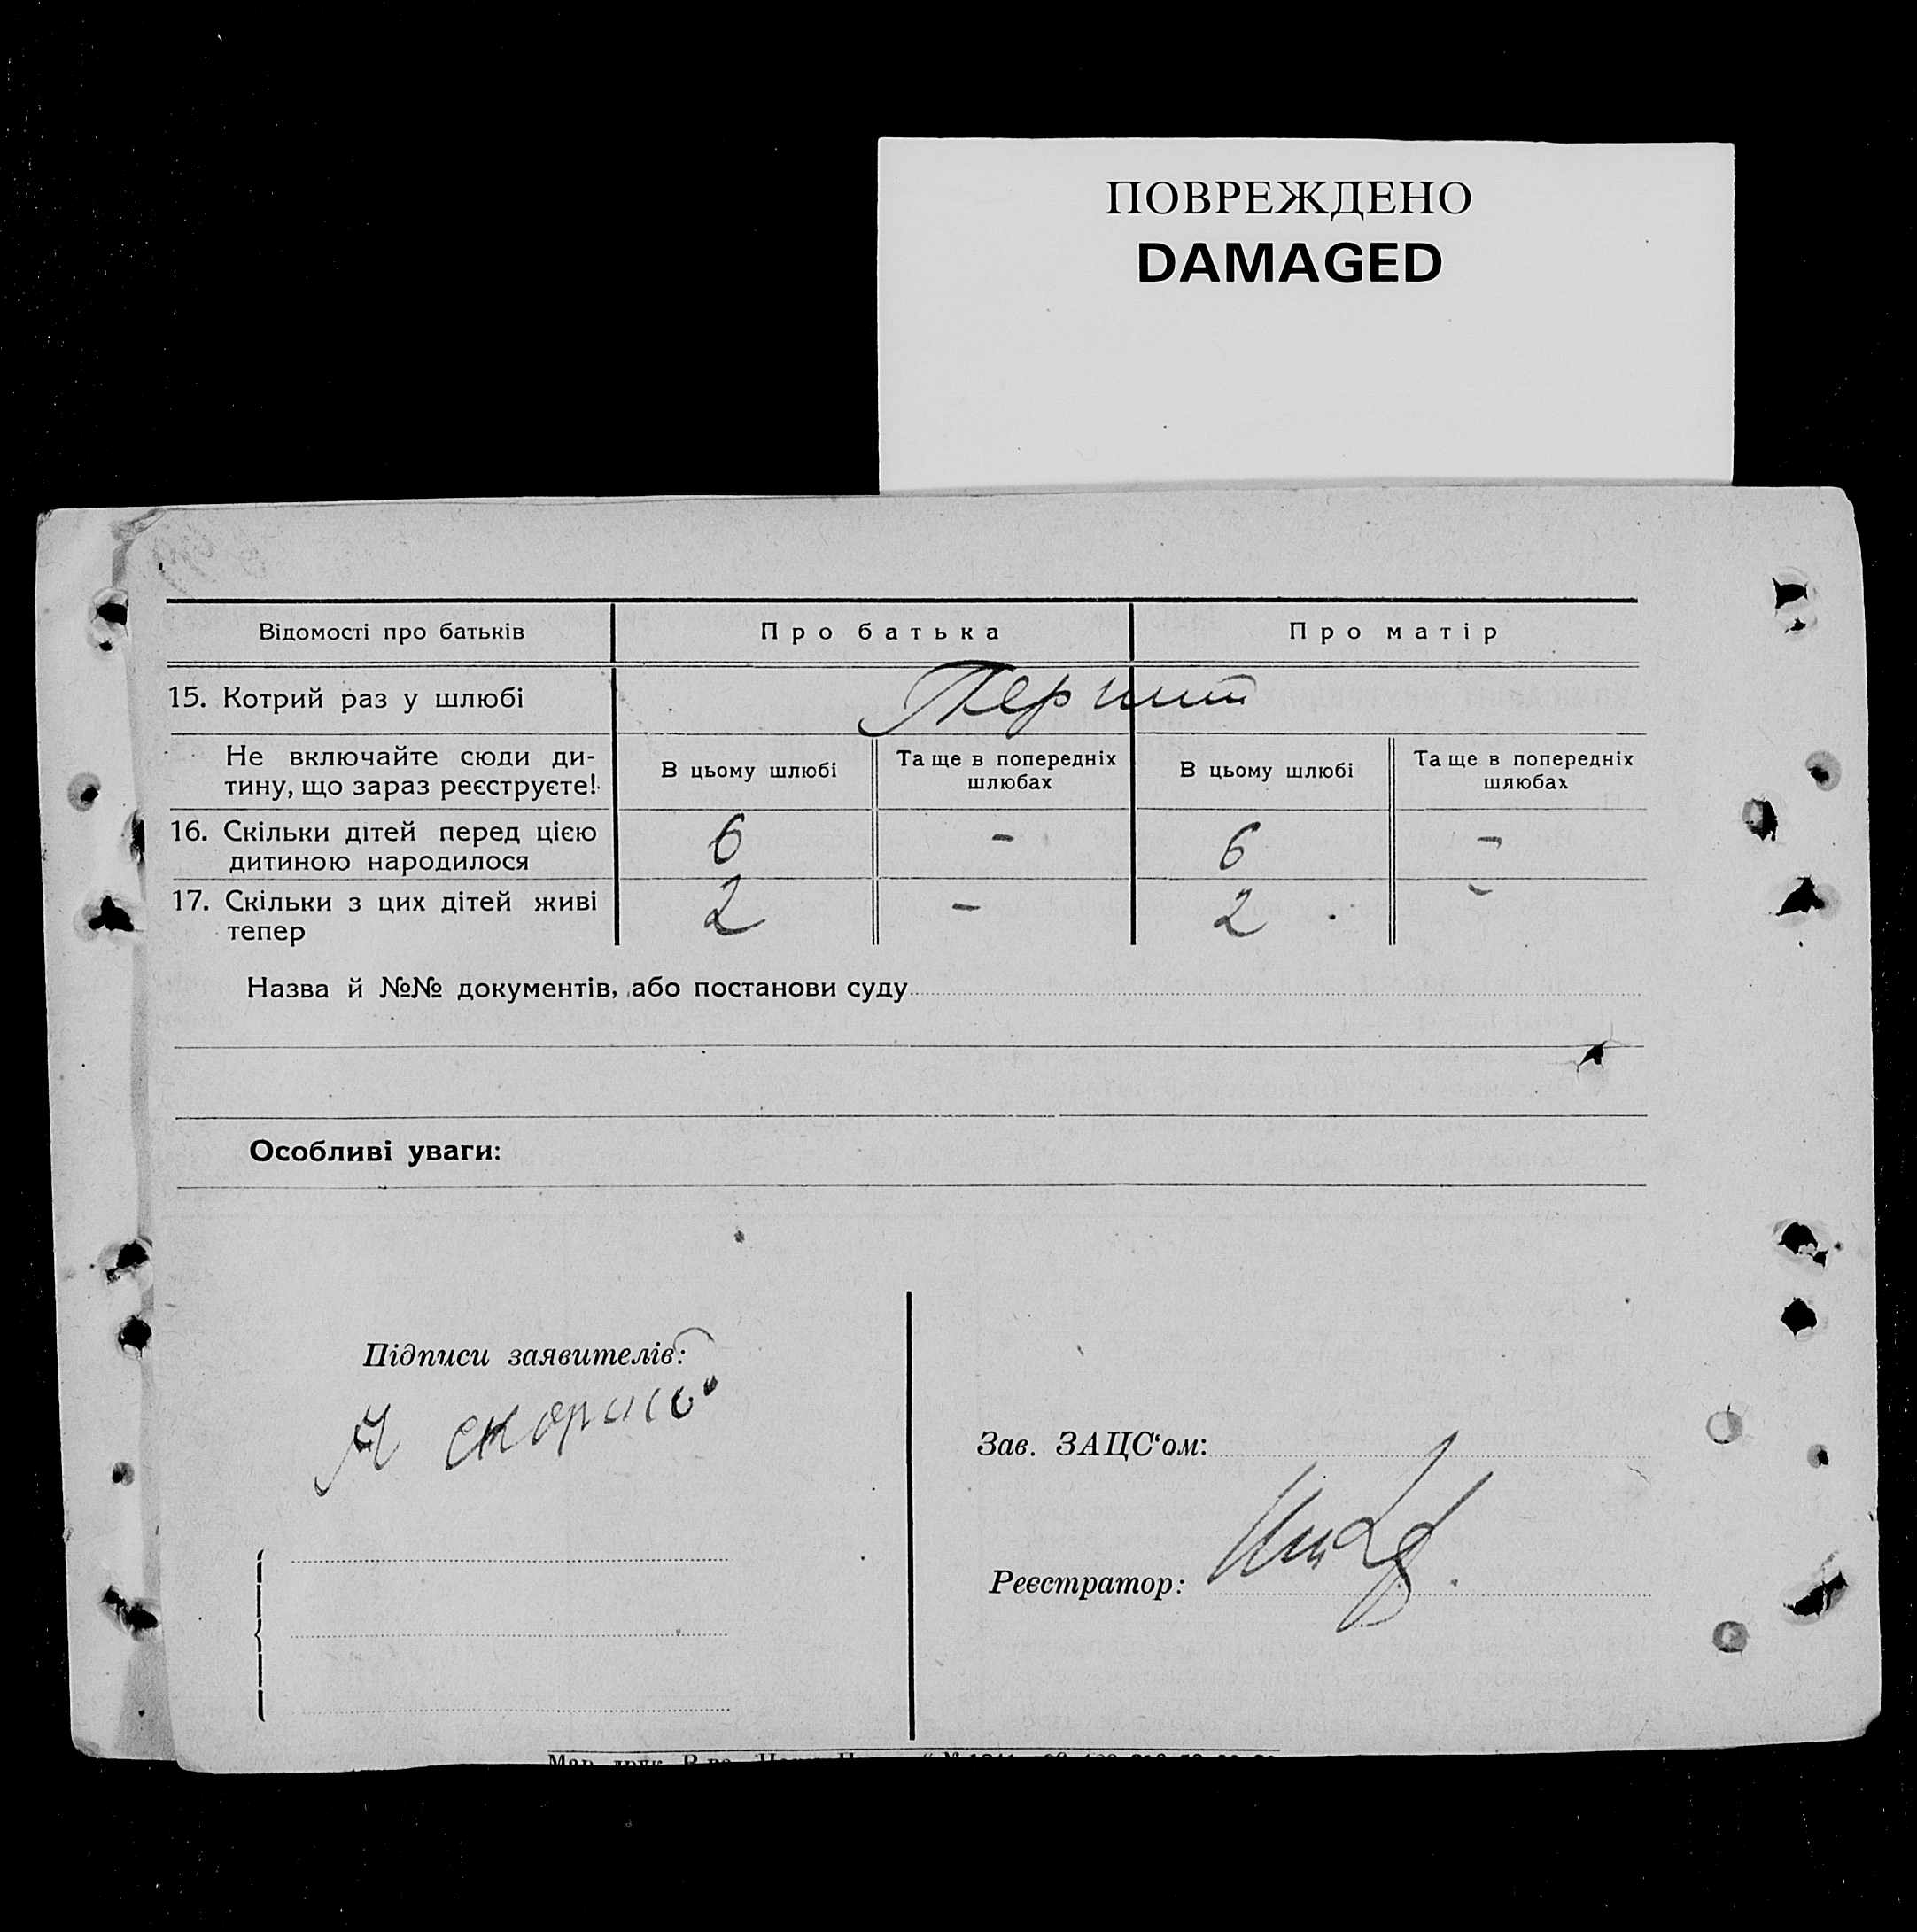 ПОВРЕЖДЕНО
DAMAGED
Відомості про батьків
Про батька
Про матір
15. Котрий раз у шлюбі
Перший
Не включайте сюди ди-
тину, що зараз реєструєте!
В цьому шлюбі
Та ще в попередніх
шлюбах
В цьому шлюбі
Та ще в попередніх
шлюбах
16. Скільки дітей перед цією
дитиною народилося
6 – 6 –
17. Скільки з цих дітей живі
тепер
2 – 2 -
Назва й №№ документів, або постанови суду
Особливі уваги:
Підписи заявителів:
Зав. ЗАЦС‘ом:
Реєстратор: